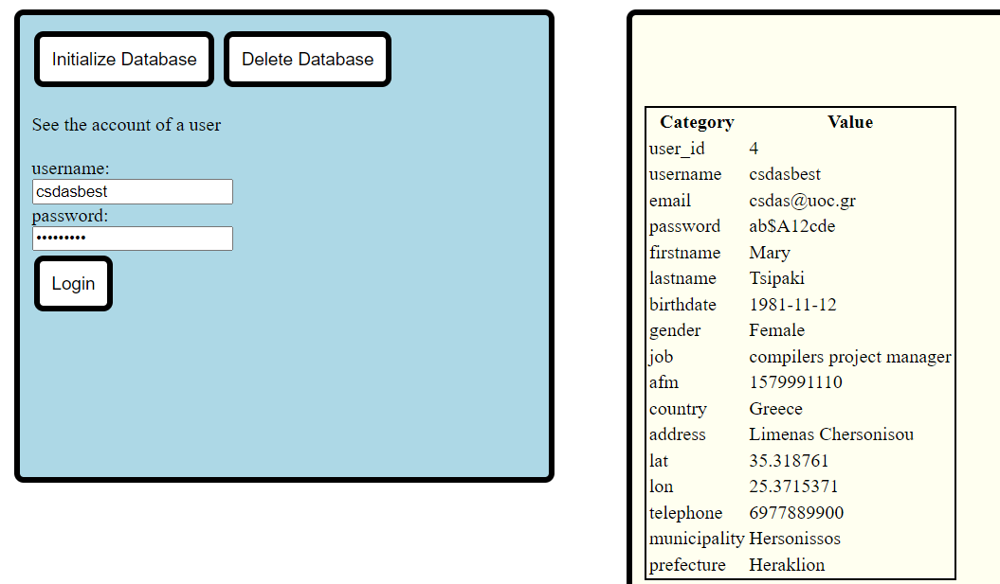 Initialize Database Delete Database
See the account of a user
username:
csdasbest
password:
•••••••••
Login
Category Value
user_id 4
username csdasbest
email csdas@uoc.gr
password ab$A12cde
firstname Mary
lastname Tsipaki
birthdate 1981-11-12
gender Female
job compilers project manager
afm 1579991110
country Greece
address Limenas Chersonisou
lat 35.318761
lon 25.3715371
telephone 6977889900
municipality Hersonissos
prefecture Heraklion